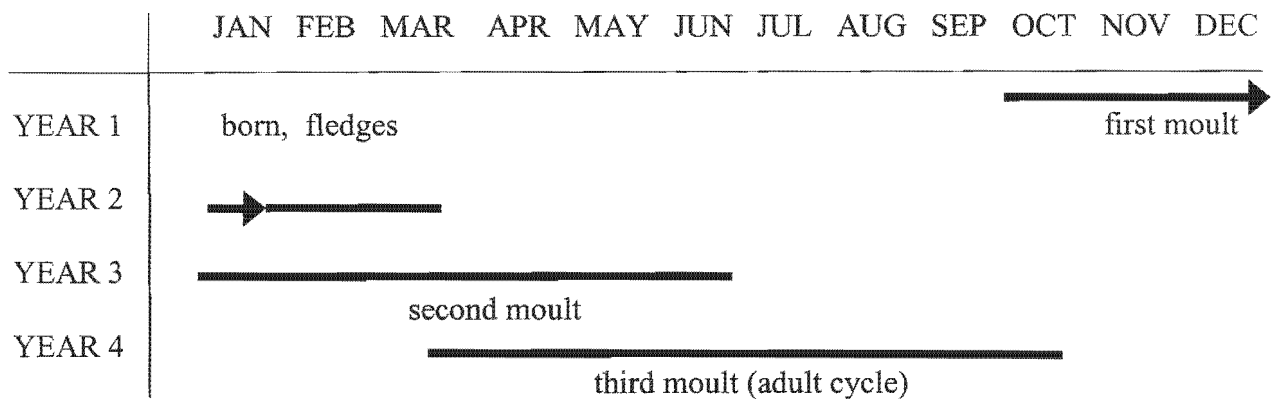 JAN FEB MAR APR MAY JUN JUL AUG SEP OCT NOV DEC
YEAR 1 born, fledges first moult
YEAR 2
YEAR 3
second moult
YEAR 4
third moult (adult cycle)